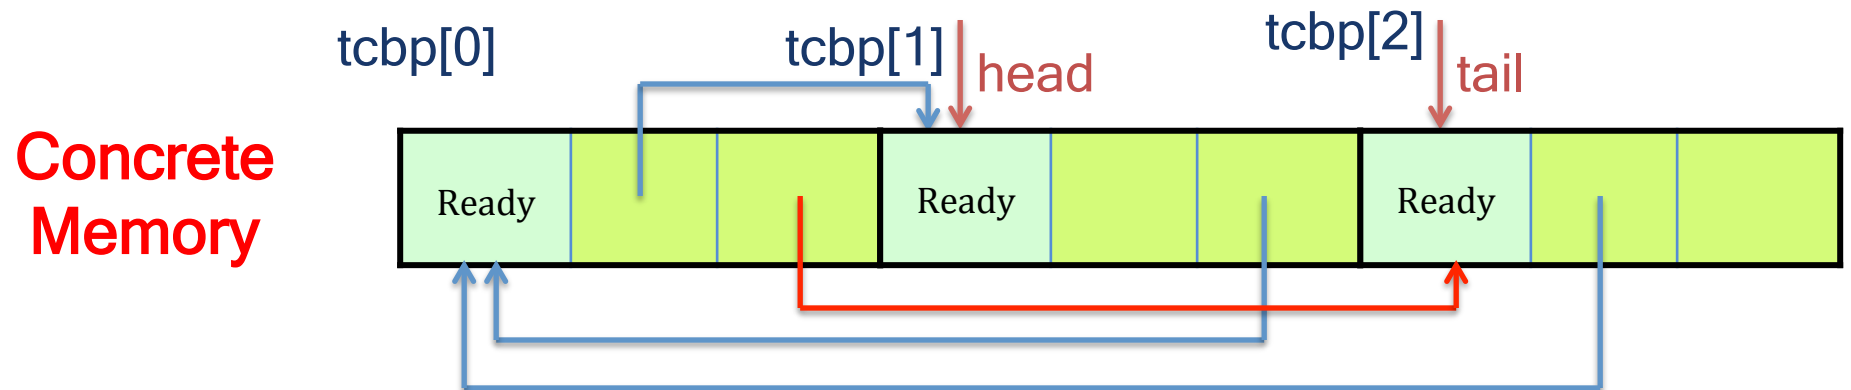 tcbp[0]
tcbp[1]
head
tcbp[2]
tail
Concrete
Memory
Ready
Ready
Ready